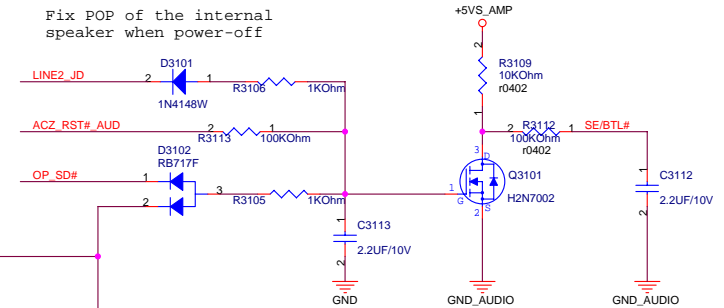 Fix POP of the internal
speaker when power-off
+5VS_AMP
2
R3109
10KOhm
r0402
1
D3101
LINE2_JD
2
1
1N4148W
R3106
1KOhm
ACZ_RST#_AUD
2
1
R3113
100KOhm
D3102
RB717F
OP_SD#
1
2
3
R3105
1KOhm
R3112
2
1
100KOhm
r0402
SE/BTL#
3
D
Q3101
1
G
S
2
H2N7002
1
C3112
2.2UF/10V
2
1
C3113
2.2UF/10V
2
GND
GND_AUDIO
GND_AUDIO